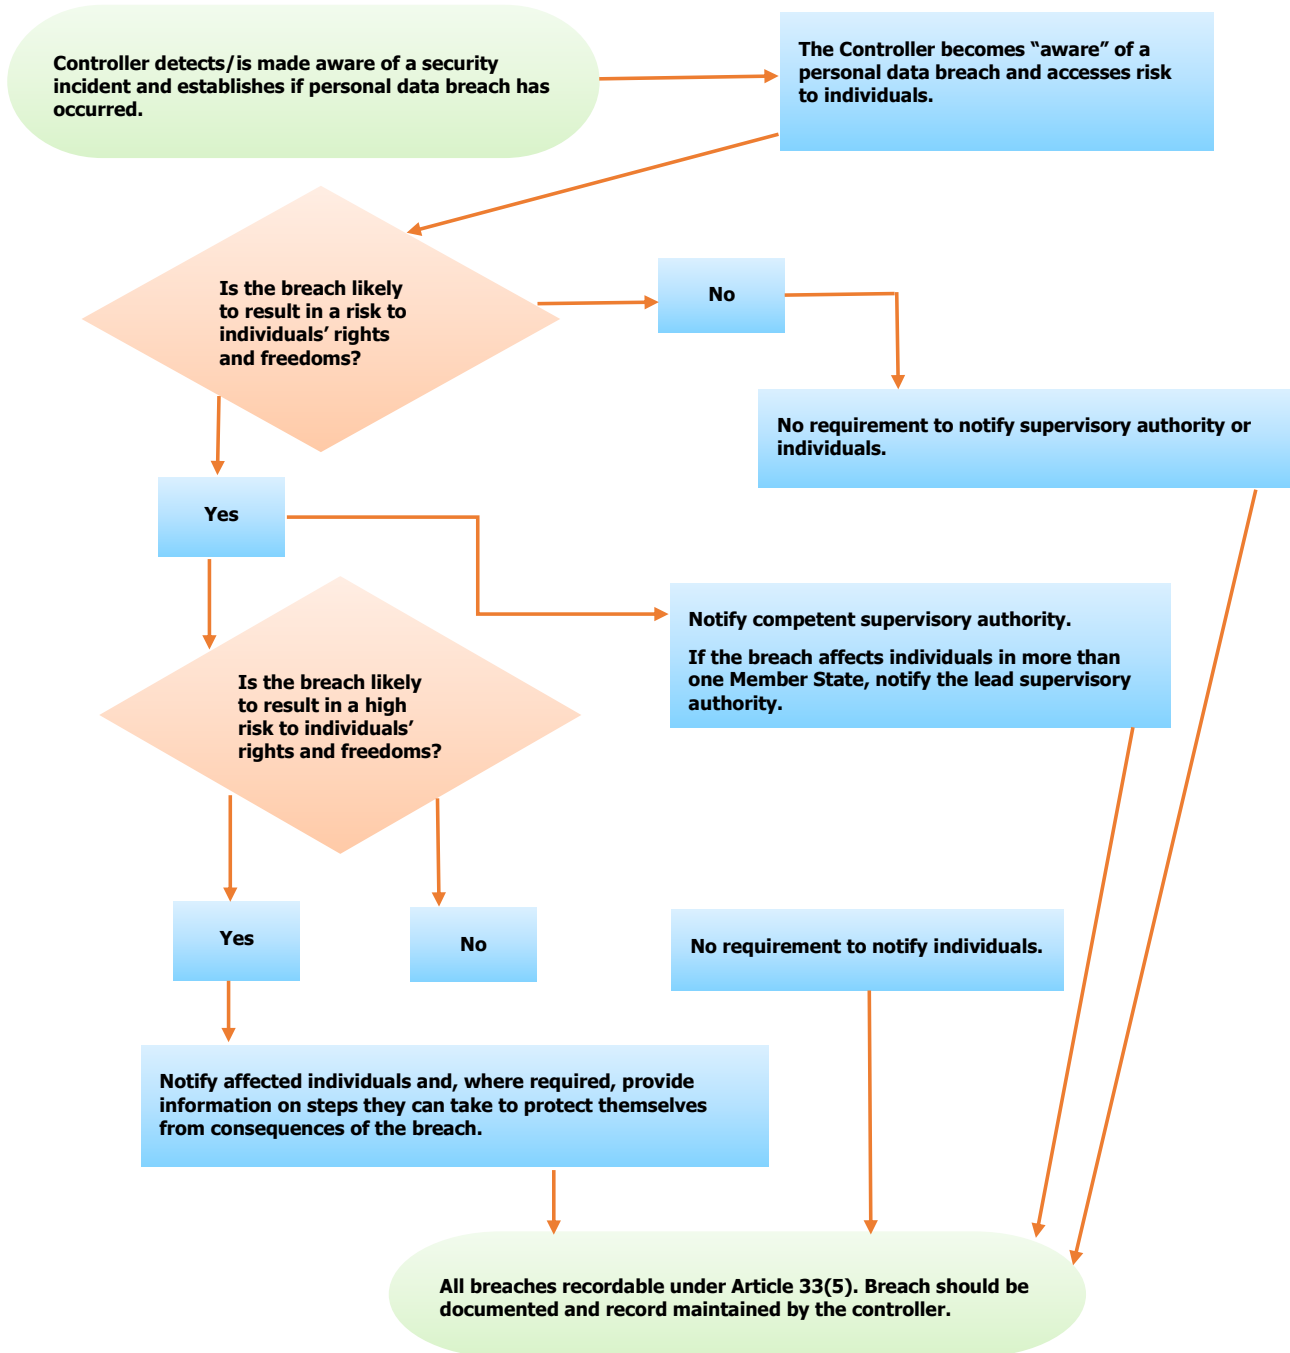 Controller detects/is made aware of a security
incident and establishes if personal data breach has
occurred.
The Controller becomes “aware” of a
personal data breach and accesses risk
to individuals.
Is the breach likely
to result in a risk to
individuals’ rights
and freedoms?
No
No requirement to notify supervisory authority or
individuals.
Yes
Notify competent supervisory authority.
If the breach affects individuals in more than
one Member State, notify the lead supervisory
authority.
Is the breach likely
to result in a high
risk to individuals’
rights and freedoms?
Yes
No
No requirement to notify individuals.
Notify affected individuals and, where required, provide
information on steps they can take to protect themselves
from consequences of the breach.
All breaches recordable under Article 33(5). Breach should be
documented and record maintained by the controller.